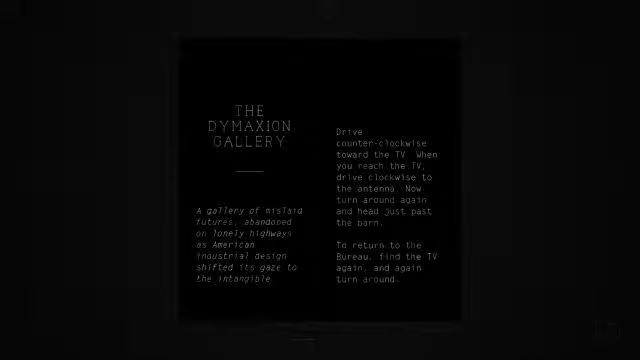 THE
DYMAXION
GALLERY
A gallery of mislaid
futures, abandoned
on lonely highways
as American
industrial design
shifted its gaze to
the intangible
Drive
counter-clockwise
toward the TV. When
you reach the TV,
drive clockwise to
the antenna. Now
turn around again
and head just past
the barn.
To return to the
Bureau, find the TV
again, and again
turn around.